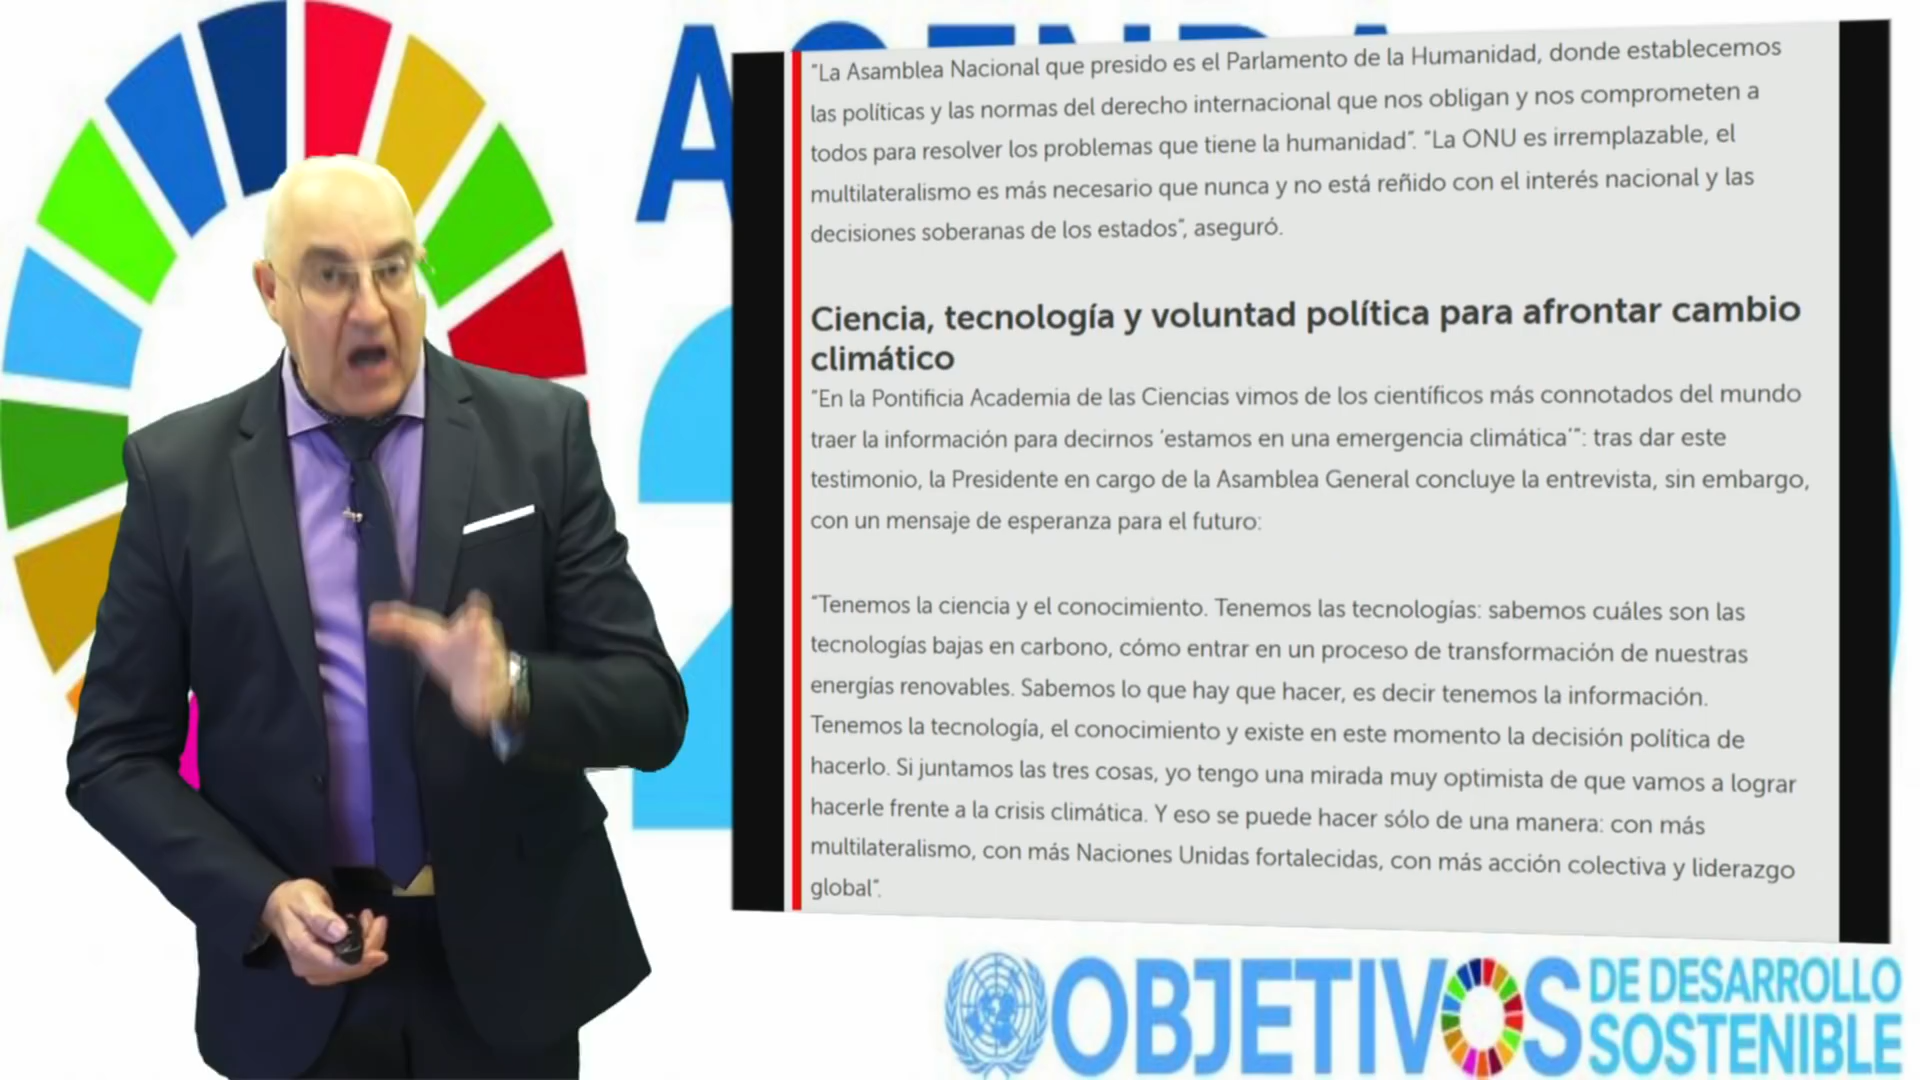 "La Asamblea Nacional que presido es el Parlamento de la Humanidad, donde establecemos
las políticas y las normas del derecho internacional que nos obligan y nos comprometen a
todos para resolver los problemas que tiene la humanidad". "La ONU es irremplazable, el
multilateralismo es más necesario que nunca y no está reñido con el interés nacional y las
decisiones soberanas de los estados", aseguró.
Ciencia, tecnología y voluntad política para afrontar cambio
climático
"En la Pontificia Academia de las Ciencias vimos de los científicos más connotados del mundo
traer la información para decirnos 'estamos en una emergencia climática'": tras dar este
testimonio, la Presidente en cargo de la Asamblea General concluye la entrevista, sin embargo,
con un mensaje de esperanza para el futuro:
"Tenemos la ciencia y el conocimiento. Tenemos las tecnologías: sabemos cuáles son las
tecnologías bajas en carbono, cómo entrar en un proceso de transformación de nuestras
energías renovables. Sabemos lo que hay que hacer, es decir tenemos la información.
Tenemos la tecnología, el conocimiento y existe en este momento la decisión política de
hacerlo. Si juntamos las tres cosas, yo tengo una mirada muy optimista de que vamos a lograr
hacerle frente a la crisis climática. Y eso se puede hacer sólo de una manera: con más
multilateralismo, con más Naciones Unidas fortalecidas, con más acción colectiva y liderazgo
global".
OBJETIVOS
DE DESARROLLO
SOSTENIBLE